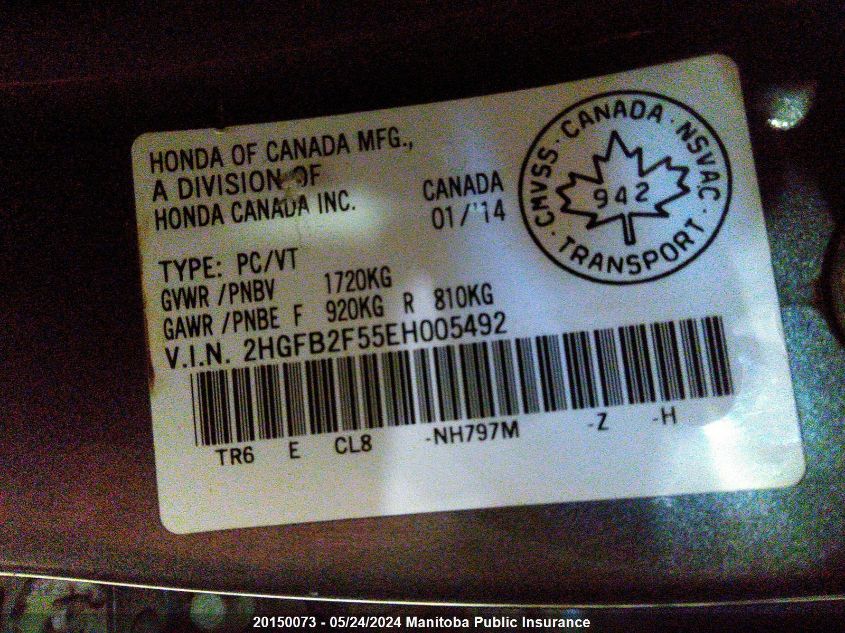 HONDA OF CANADA MFG.,
A DIVISION OF
HONDA CANADA INC.
CANADA
01/'14
CMVSS · CANADA · NSVAC · TRANSPORT ·
942
TYPE: PC/VT
GVWR /PNBV 1720KG
GAWR /PNBE F 920KG R 810KG
V.I.N. 2HGFB2F55EH005492
TR6 E CL8 -NH797M -Z -H
20150073 - 05/24/2024 Manitoba Public Insurance